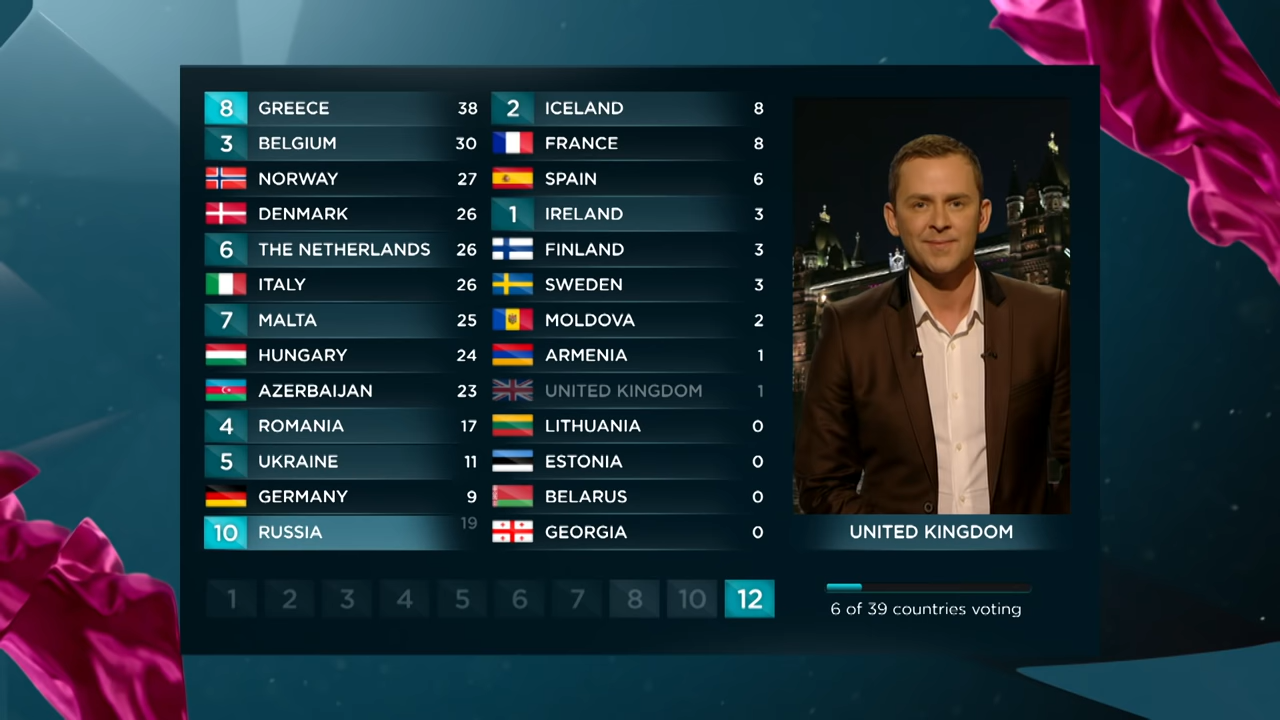 8 GREECE 38
3 BELGIUM 30
NORWAY 27
DENMARK 26
6 THE NETHERLANDS 26
ITALY 26
7 MALTA 25
HUNGARY 24
AZERBAIJAN 23
4 ROMANIA 17
5 UKRAINE 11
GERMANY 9
10 RUSSIA 19
2 ICELAND 8
FRANCE 8
SPAIN 6
1 IRELAND 3
FINLAND 3
SWEDEN 3
MOLDOVA 2
ARMENIA 1
UNITED KINGDOM 1
LITHUANIA 0
ESTONIA 0
BELARUS 0
GEORGIA 0
UNITED KINGDOM
1 2 3 4 5 6 7 8 10 12
6 of 39 countries voting